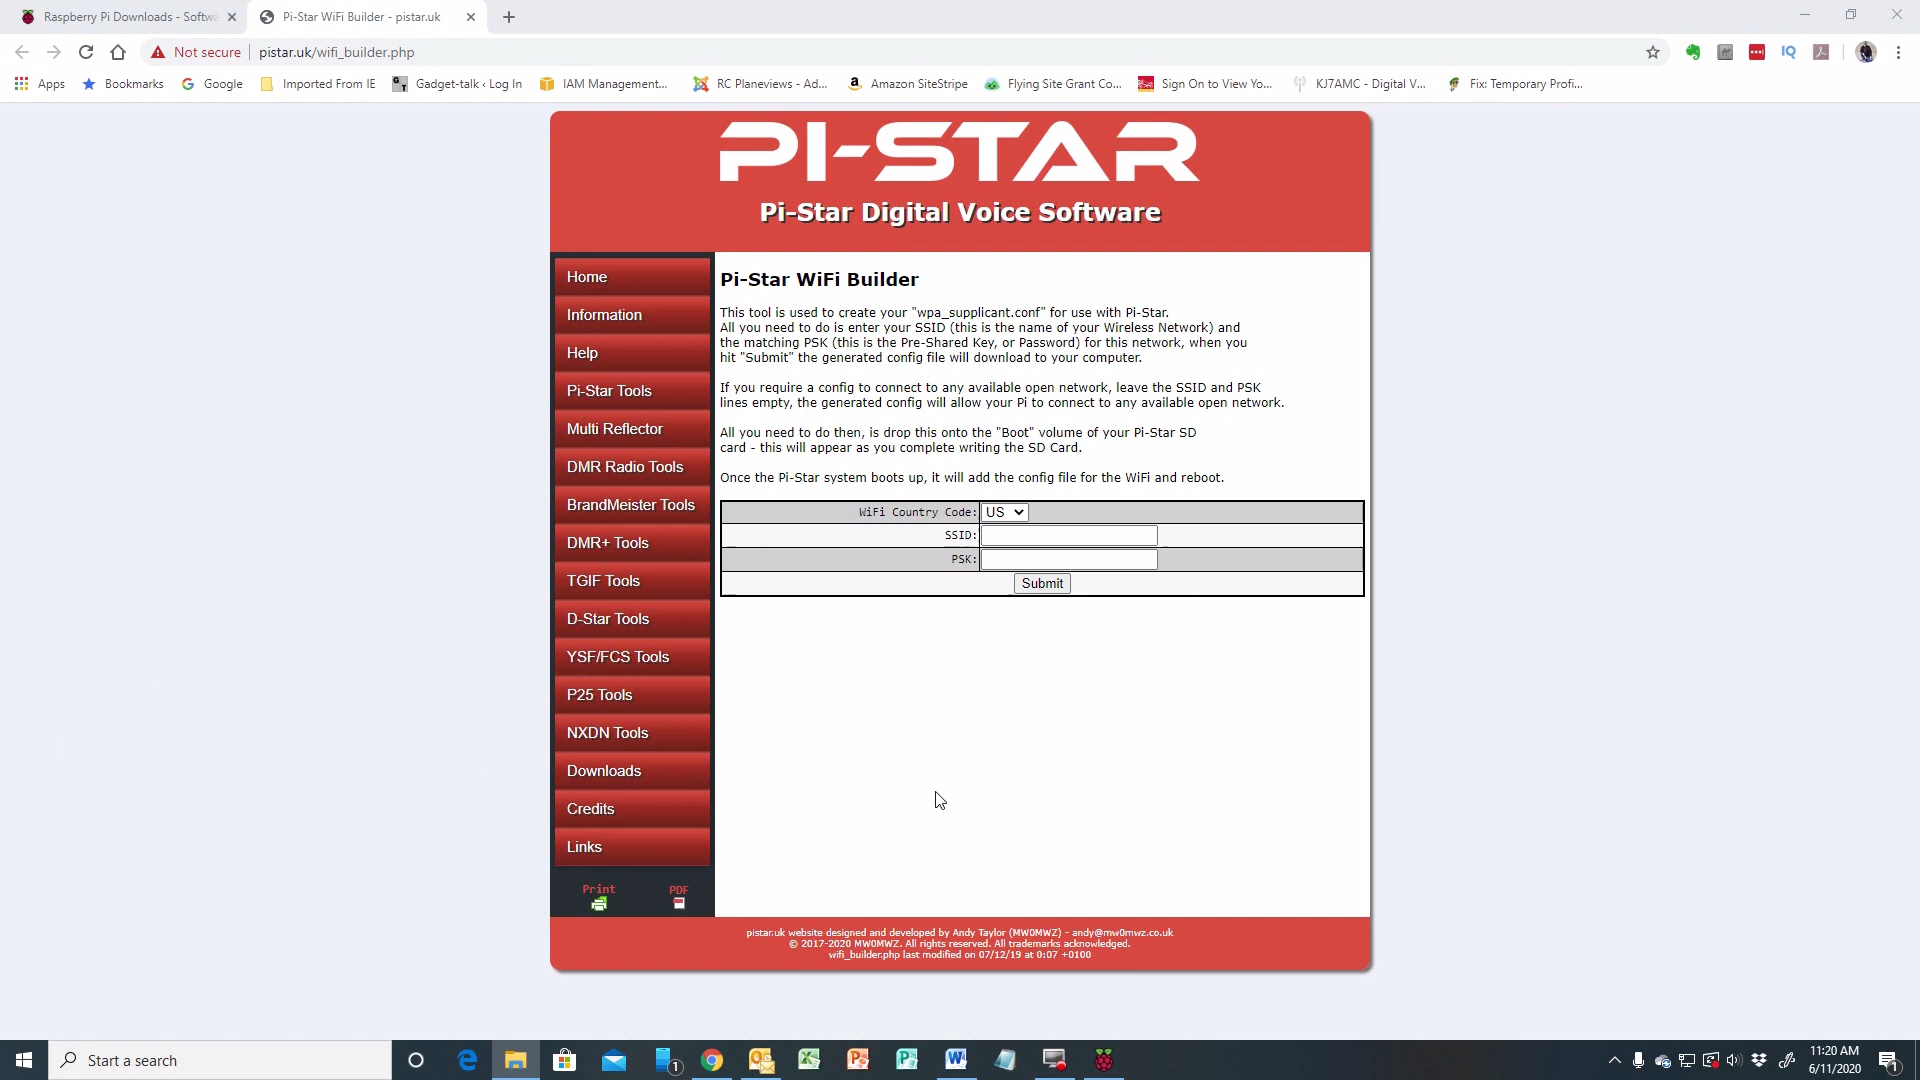 Raspberry Pi Downloads - Softwa
Pi-Star WiFi Builder - pistar.uk
Not secure
pistar.uk/wifi_builder.php
Apps
Bookmarks
Google
Imported From IE
Gadget-talk ‹ Log In
IAM Management...
RC Planeviews - Ad...
Amazon SiteStripe
Flying Site Grant Co...
Sign On to View Yo...
KJ7AMC - Digital V...
Fix: Temporary Profi...
PI-STAR
Pi-Star Digital Voice Software
Home
Information
Help
Pi-Star Tools
Multi Reflector
DMR Radio Tools
BrandMeister Tools
DMR+ Tools
TGIF Tools
D-Star Tools
YSF/FCS Tools
P25 Tools
NXDN Tools
Downloads
Credits
Links
Print
PDF
Pi-Star WiFi Builder
This tool is used to create your "wpa_supplicant.conf" for use with Pi-Star.
All you need to do is enter your SSID (this is the name of your Wireless Network) and
the matching PSK (this is the Pre-Shared Key, or Password) for this network, when you
hit "Submit" the generated config file will download to your computer.
If you require a config to connect to any available open network, leave the SSID and PSK
lines empty, the generated config will allow your Pi to connect to any available open network.
All you need to do then, is drop this onto the "Boot" volume of your Pi-Star SD
card - this will appear as you complete writing the SD Card.
Once the Pi-Star system boots up, it will add the config file for the WiFi and reboot.
WiFi Country Code: US
SSID:
PSK:
Submit
pistar.uk website designed and developed by Andy Taylor (MW0MWZ) - andy@mw0mwz.co.uk
© 2017-2020 MW0MWZ. All rights reserved. All trademarks acknowledged.
wifi_builder.php last modified on 07/12/19 at 0:07 +0100
Start a search
11:20 AM
6/11/2020